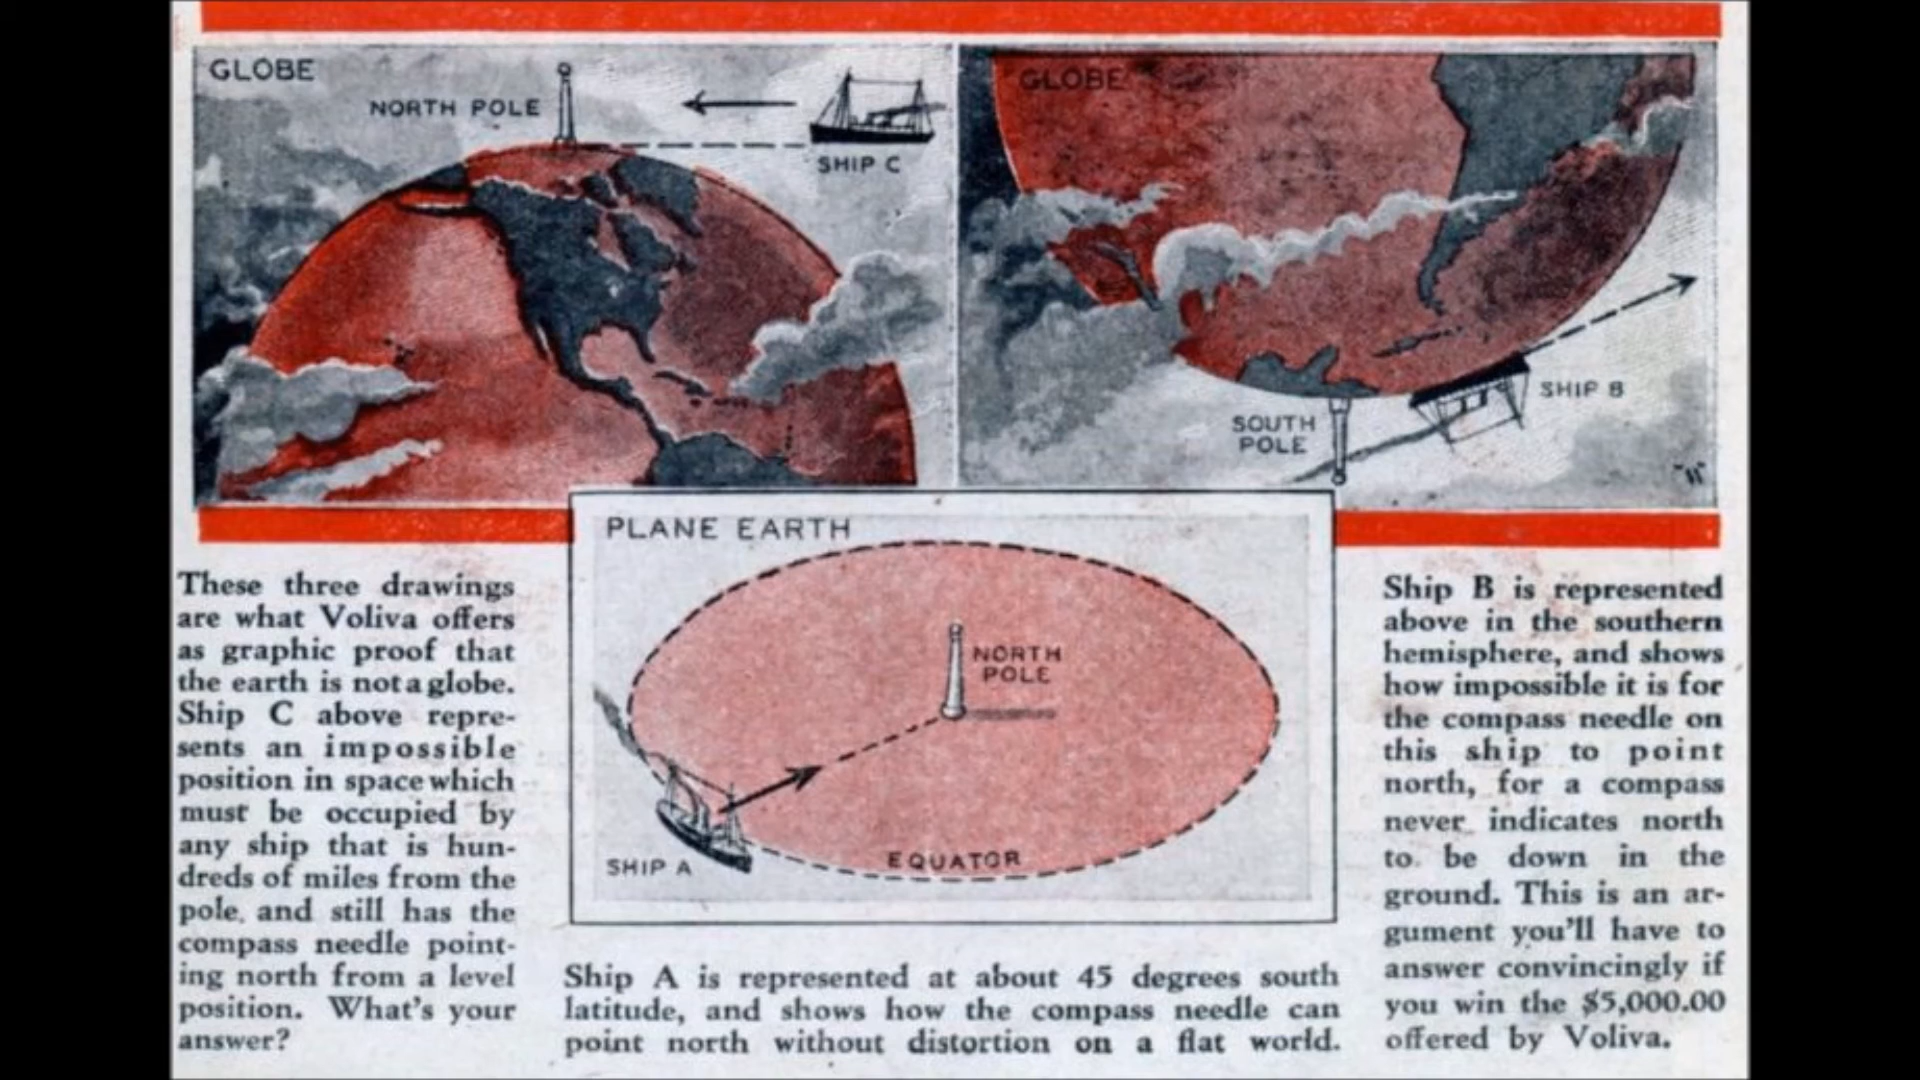 GLOBE
NORTH POLE
SHIP C
GLOBE
SHIP B
SOUTH
POLE
"11"
PLANE EARTH
NORTH
POLE
SHIP A
EQUATOR
These three drawings
are what Voliva offers
as graphic proof that
the earth is not a globe.
Ship C above repre-
sents an impossible
position in space which
must be occupied by
any ship that is hun-
dreds of miles from the
pole, and still has the
compass needle point-
ing north from a level
position. What's your
answer?
Ship A is represented at about 45 degrees south
latitude, and shows how the compass needle can
point north without distortion on a flat world.
Ship B is represented
above in the southern
hemisphere, and shows
how impossible it is for
the compass needle on
this ship to point
north, for a compass
never indicates north
to be down in the
ground. This is an ar-
gument you'll have to
answer convincingly if
you win the $5,000.00
offered by Voliva.